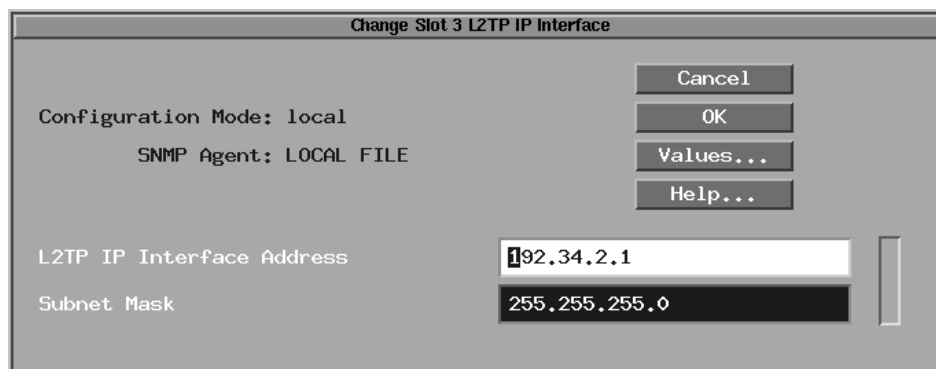 Change Slot 3 L2TP IP Interface
Cancel
Configuration Mode: local
OK
SNMP Agent: LOCAL FILE
Values...
Help...
L2TP IP Interface Address
192.34.2.1
Subnet Mask
255.255.255.0